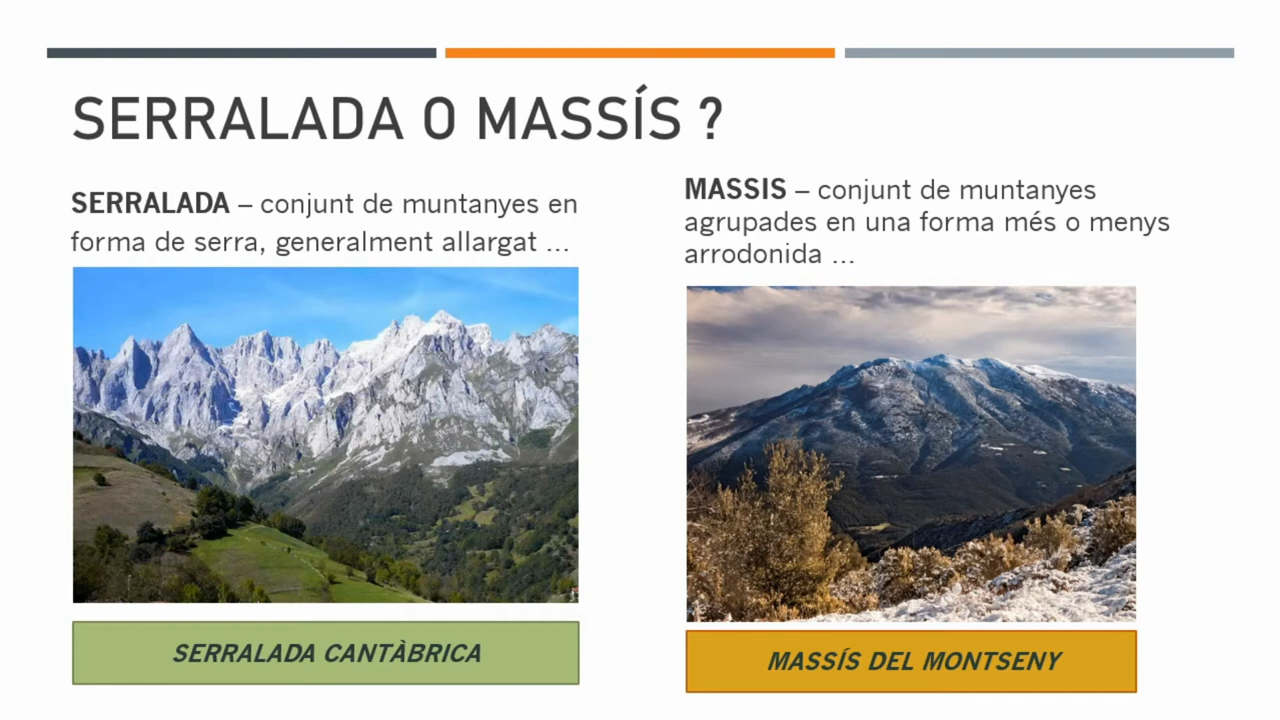 SERRALADA O MASSÍS ?
SERRALADA – conjunt de muntanyes en
forma de serra, generalment allargat ...
SERRALADA CANTÀBRICA
MASSIS – conjunt de muntanyes
agrupades en una forma més o menys
arrodonida ...
MASSÍS DEL MONTSENY